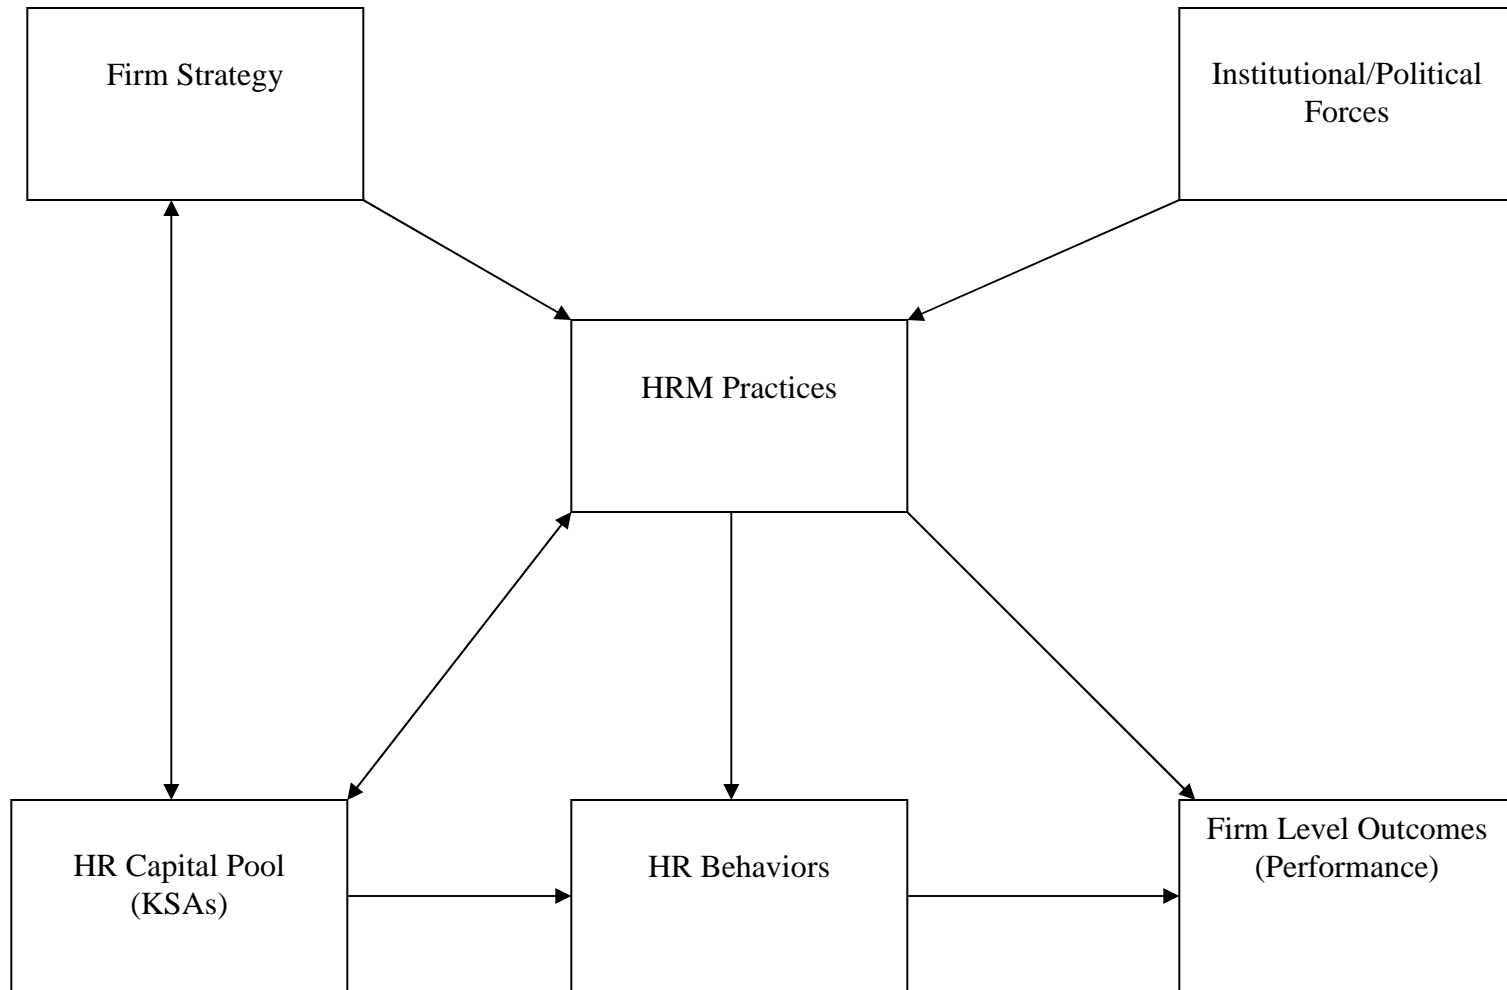 Firm Strategy
Institutional/Political
Forces
HRM Practices
HR Capital Pool
(KSAs)
HR Behaviors
Firm Level Outcomes
(Performance)